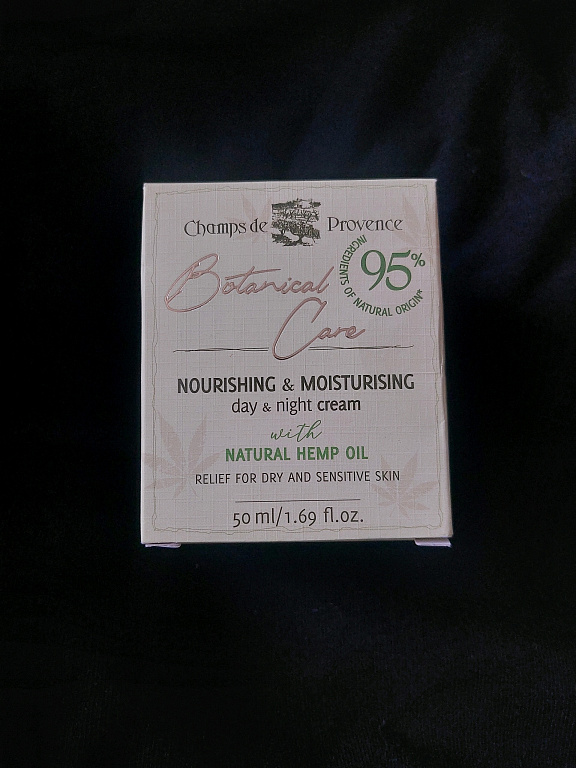 Champs de Provence
Botanical
Care
95%
INGREDIENTS OF NATURAL ORIGIN*
NOURISHING & MOISTURISING
day & night cream
with
NATURAL HEMP OIL
RELIEF FOR DRY AND SENSITIVE SKIN
50 ml/1.69 fl.oz.